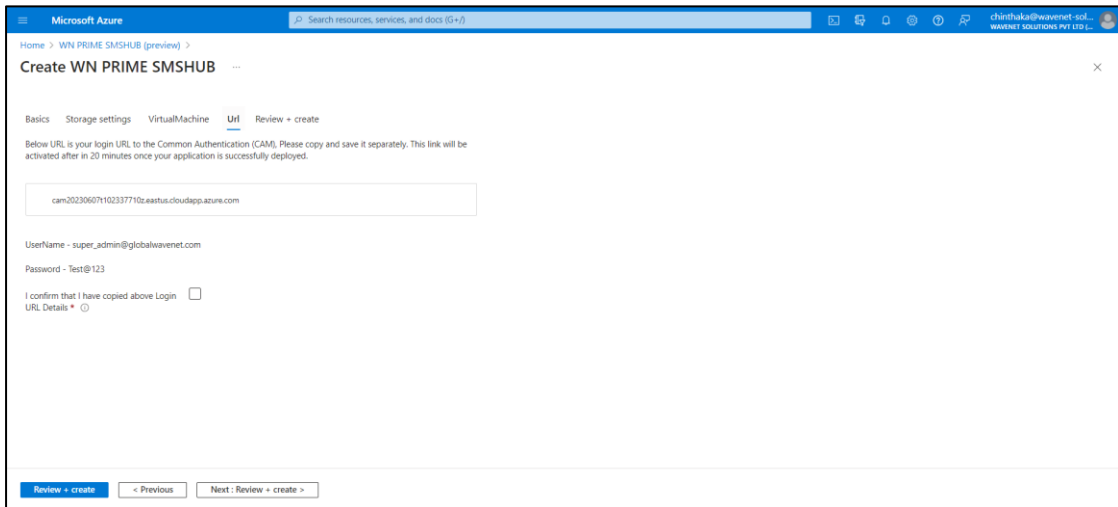 Microsoft Azure
Search resources, services, and docs (G+/)
chinthaka@wavenet-sol...
WAVENET SOLUTIONS PVT LTD (...
Home > WN PRIME SMSHUB (preview) >
Create WN PRIME SMSHUB ...
Basics Storage settings VirtualMachine Url Review + create
Below URL is your login URL to the Common Authentication (CAM), Please copy and save it separately. This link will be
activated after in 20 minutes once your application is successfully deployed.
cam20230607t102337710z.eastus.cloudapp.azure.com
UserName - super_admin@globalwavenet.com
Password - Test@123
I confirm that I have copied above Login
URL Details *
Review + create < Previous Next : Review + create >